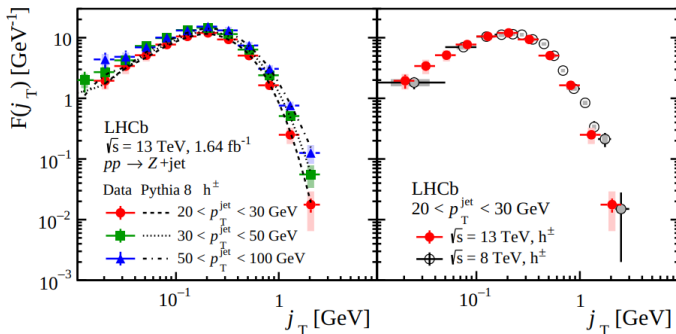 F(j_T) [GeV⁻¹]
10
1
10⁻¹
10⁻²
10⁻³
LHCb
√s = 13 TeV, 1.64 fb⁻¹
pp → Z+jet
Data Pythia 8 h±
20 < p_T^jet < 30 GeV
30 < p_T^jet < 50 GeV
50 < p_T^jet < 100 GeV
10⁻¹ 1
j_T [GeV]
LHCb
20 < p_T^jet < 30 GeV
√s = 13 TeV, h±
√s = 8 TeV, h±
10⁻¹ 1
j_T [GeV]